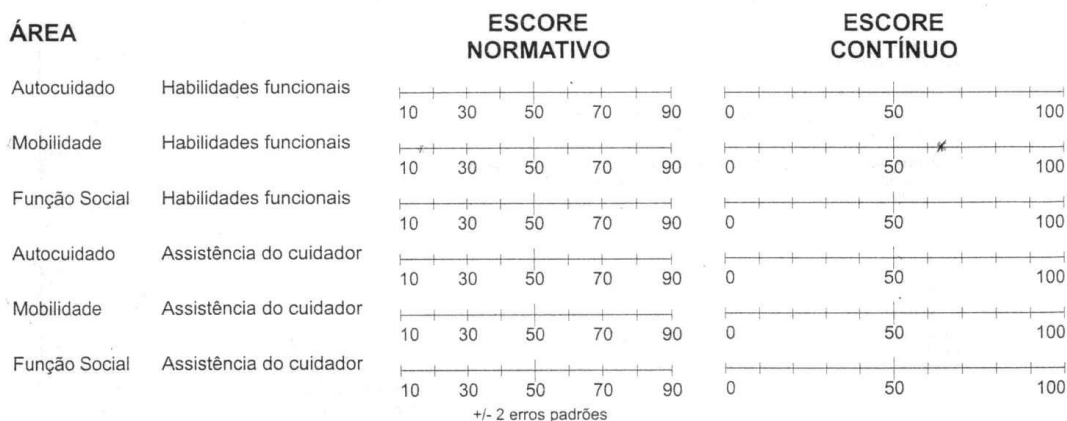 ÁREA ESCORE NORMATIVO ESCORE CONTÍNUO
Autocuidado Habilidades funcionais
10 30 50 70 90 0 50 100
Mobilidade Habilidades funcionais
10 30 50 70 90 0 50 100
Função Social Habilidades funcionais
10 30 50 70 90 0 50 100
Autocuidado Assistência do cuidador
10 30 50 70 90 0 50 100
Mobilidade Assistência do cuidador
10 30 50 70 90 0 50 100
Função Social Assistência do cuidador
10 30 50 70 90 0 50 100
+/- 2 erros padrões